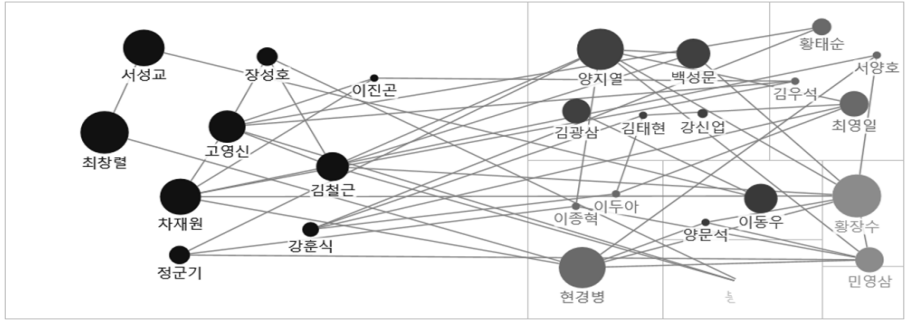 황태순
서성교
장성호
이진곤
양지열
백성문
김우석
서양호
최창렬
고영신
김광삼
김태현
강신업
최영일
김철근
차재원
이종혁
이두아
이동우
황장수
강훈식
양문석
정군기
현경병
민영삼